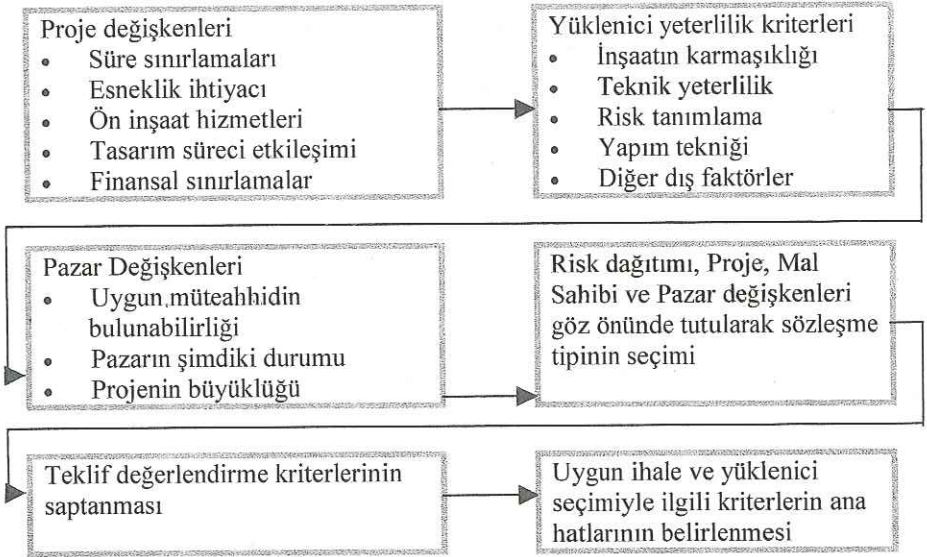 Proje değişkenleri
• Süre sınırlamaları
• Esneklik ihtiyacı
• Ön inşaat hizmetleri
• Tasarım süreci etkileşimi
• Finansal sınırlamalar
Yüklenici yeterlilik kriterleri
• İnşaatın karmaşıklığı
• Teknik yeterlilik
• Risk tanımlama
• Yapım tekniği
• Diğer dış faktörler
Pazar Değişkenleri
• Uygun müteahhidin
bulunabilirliği
• Pazarın şimdiki durumu
• Projenin büyüklüğü
Risk dağıtımı, Proje, Mal
Sahibi ve Pazar değişkenleri
göz önünde tutularak sözleşme
tipinin seçimi
Teklif değerlendirme kriterlerinin
saptanması
Uygun ihale ve yüklenici
seçimiyle ilgili kriterlerin ana
hatlarının belirlenmesi